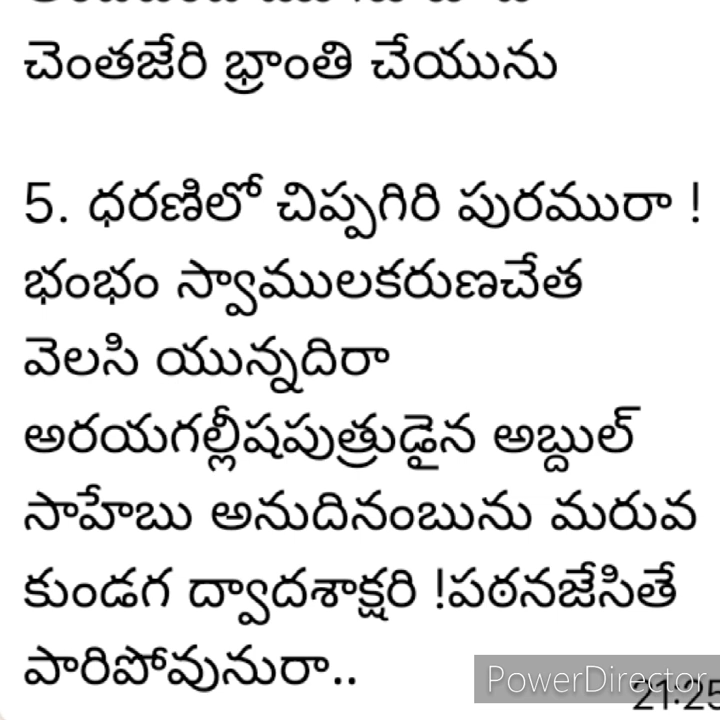 చెంతజేరి భ్రాంతి చేయును
5. ధరణిలో చిప్పగిరి పురమురా !
భంభం స్వాములకరుణచేత
వెలసి యున్నదిరా
అరయగల్లీషపుత్రుడైన అబ్దుల్
సాహేబు అనుదినంబును మరువ
కుండగ ద్వాదశాక్షరి !పఠనజేసితే
పారిపోవునురా..
PowerDirector
21:25